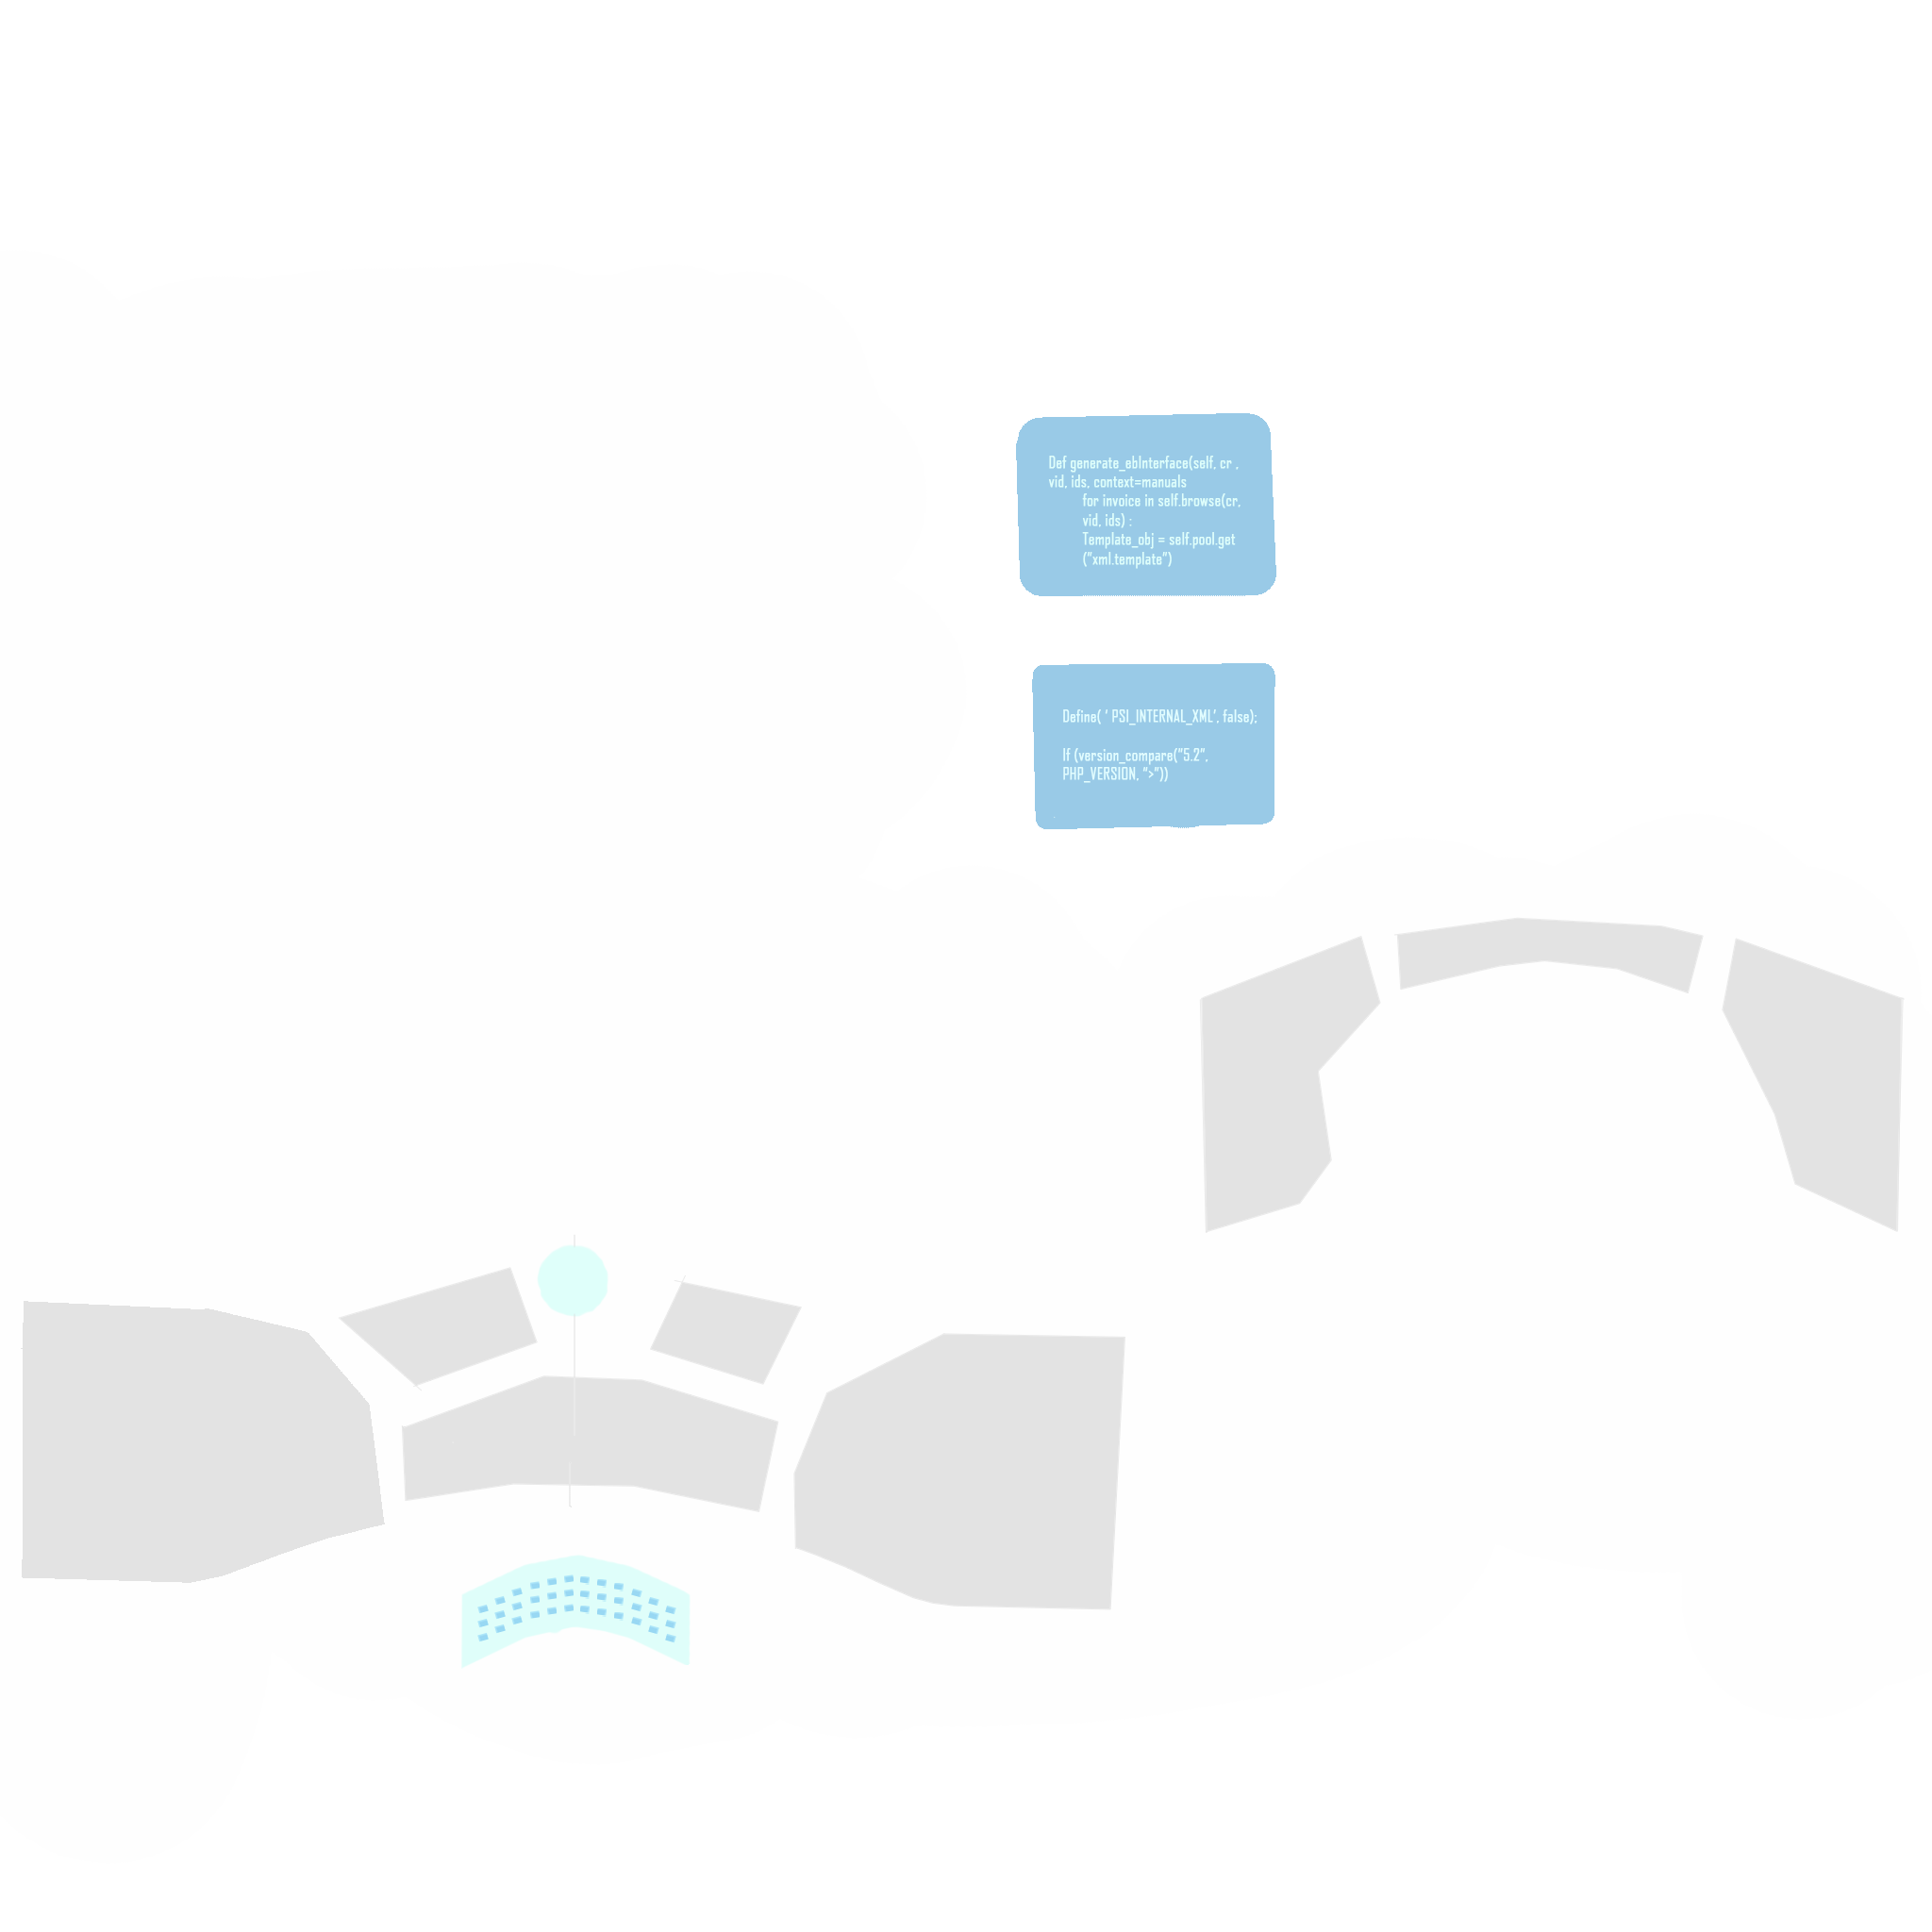 Def generate_ebInterface(self, cr ,
vid, ids, context=manuals
for invoice in self.browse(cr,
vid, ids) :
Template_obj = self.pool.get
("xml.template")
Define( ‘ PSI_INTERNAL_XML’, false);
If (version_compare("5.2",
PHP_VERSION, ">"))